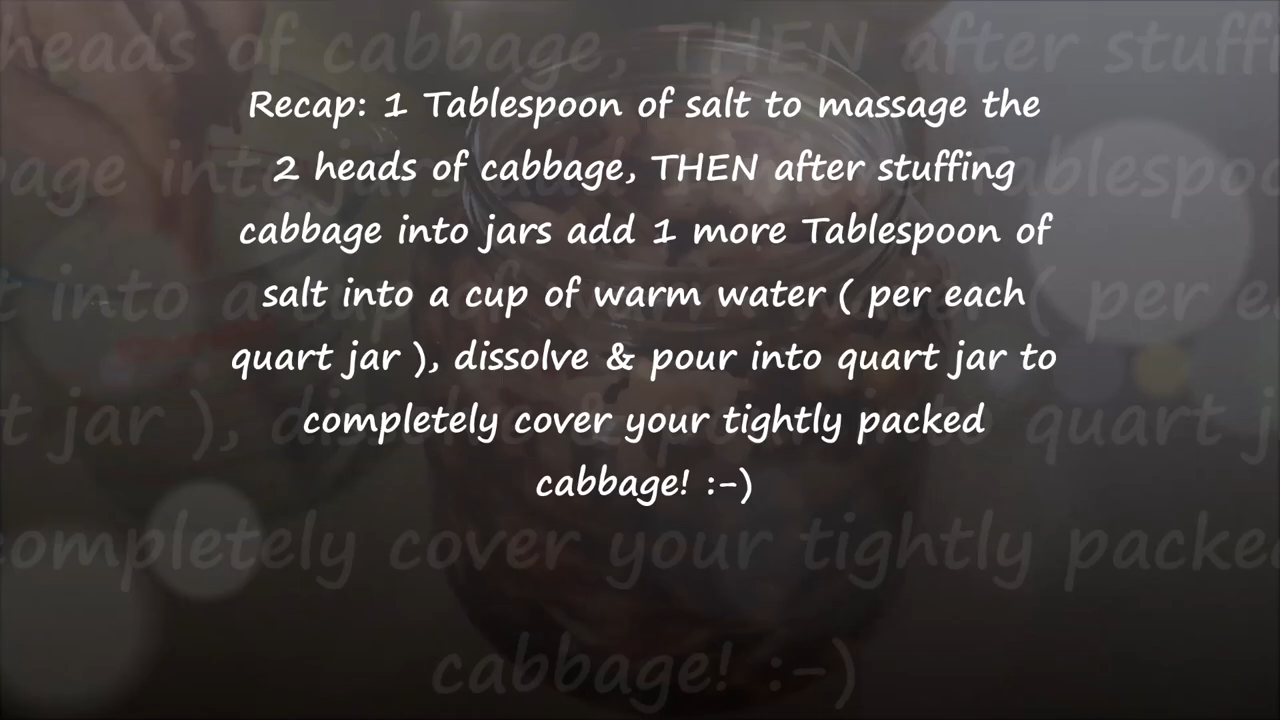 Recap: 1 Tablespoon of salt to massage the
2 heads of cabbage, THEN after stuffing
cabbage into jars add 1 more Tablespoon of
salt into a cup of warm water ( per each
quart jar ), dissolve & pour into quart jar to
completely cover your tightly packed
cabbage! :-)